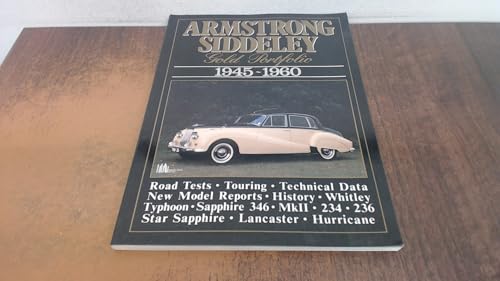 ARMSTRONG
SIDDELEY
Gold Portfolio
1945-1960
Road Tests • Touring • Technical Data
New Model Reports • History • Whitley
Typhoon • Sapphire 346 • MkII • 234 • 236
Star Sapphire • Lancaster • Hurricane